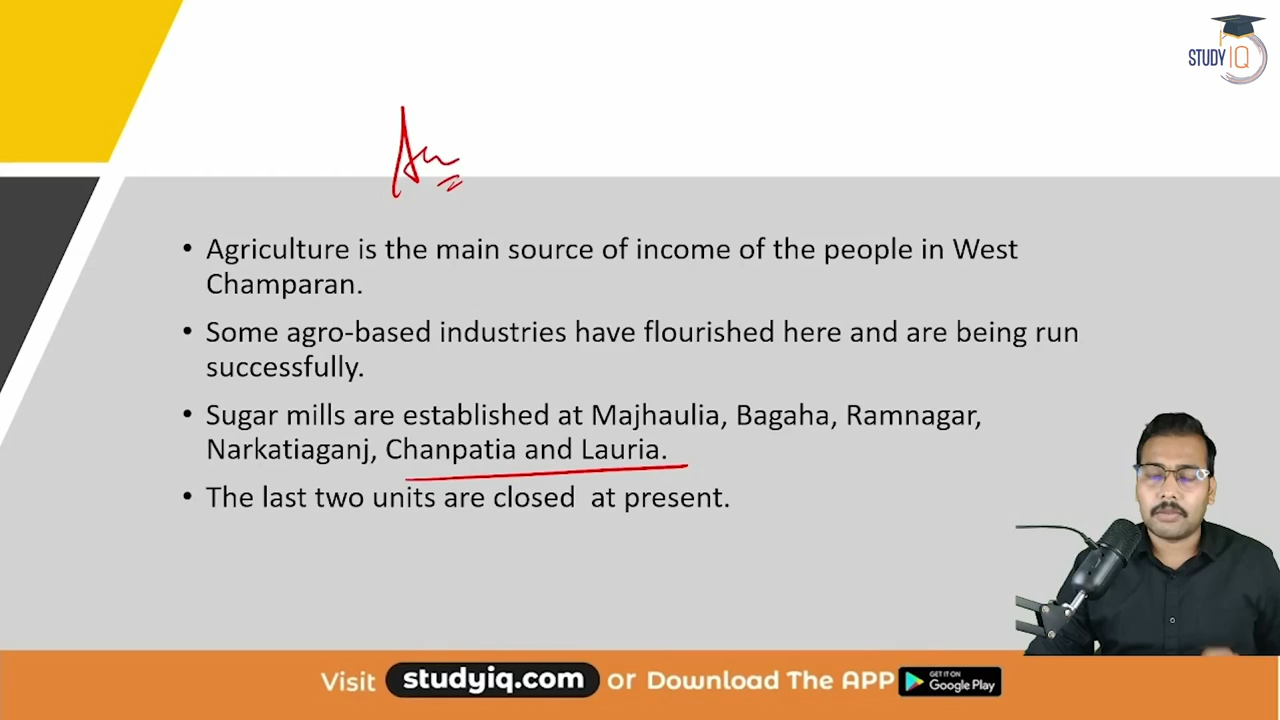 STUDY IQ
• Agriculture is the main source of income of the people in West
Champaran.
• Some agro-based industries have flourished here and are being run
successfully.
• Sugar mills are established at Majhaulia, Bagaha, Ramnagar,
Narkatiaganj, Chanpatia and Lauria.
• The last two units are closed at present.
Visit studyiq.com or Download The APP GET IT ON Google Play